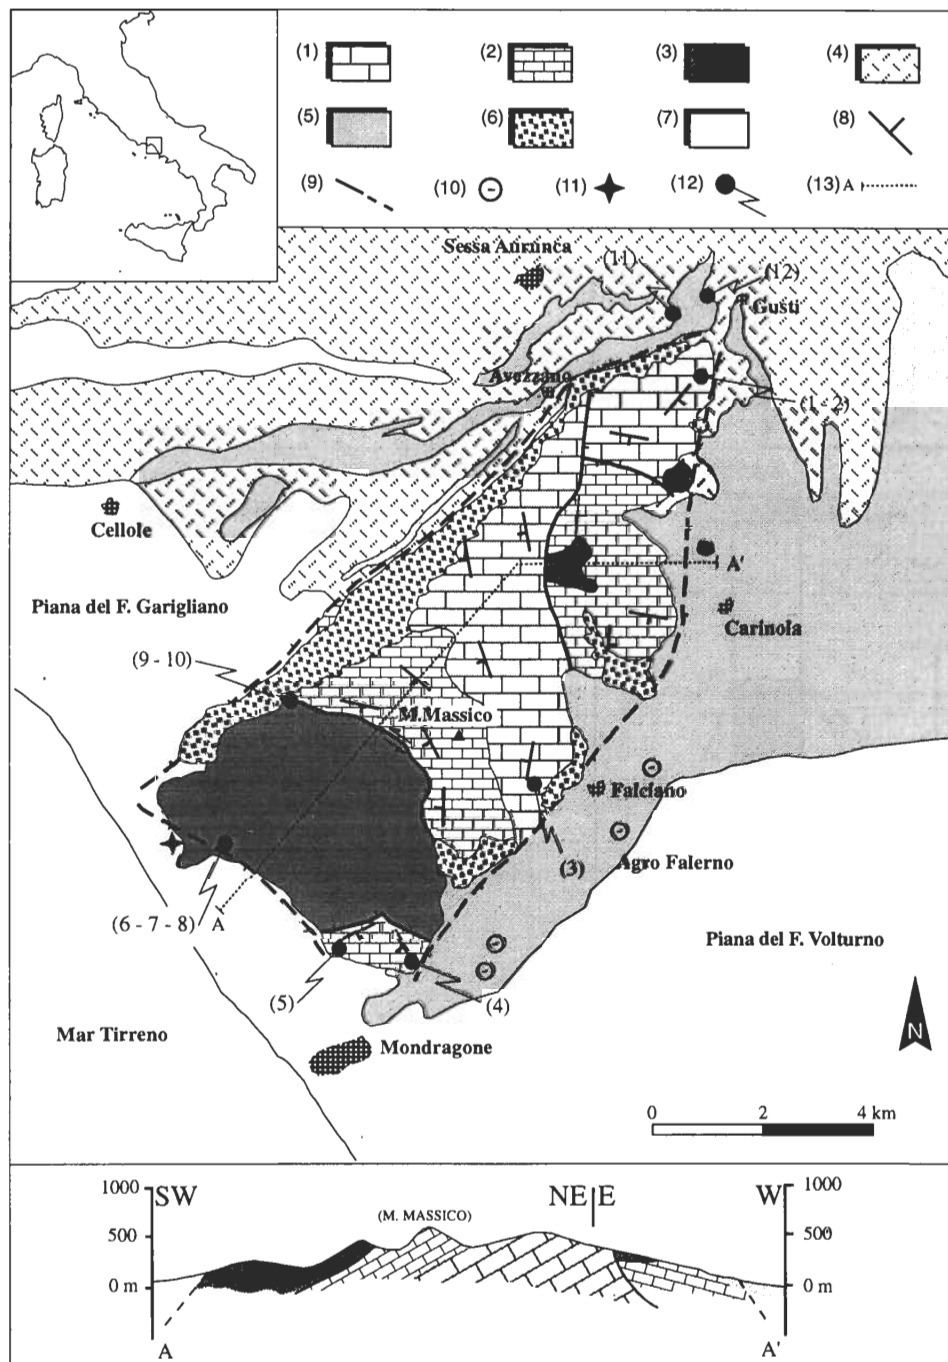 (1) (2) (3) (4)
(5) (6) (7) (8)
(9) (10) (11) (12) (13) A
Sessa Aurunca
(11)
(12)
Gusti
Avezzano
(1 - 2)
Cellole
A'
Piana del F. Garigliano
Carinola
(9 - 10)
M.Massico
Falciano
Agro Falerno
(3)
(6 - 7 - 8) A
Piana del F. Volturno
(5)
(4)
N
Mar Tirreno
Mondragone
0 2 4 km
1000 SW NE E W 1000
(M. MASSICO)
500 500
0 m 0 m
A A'